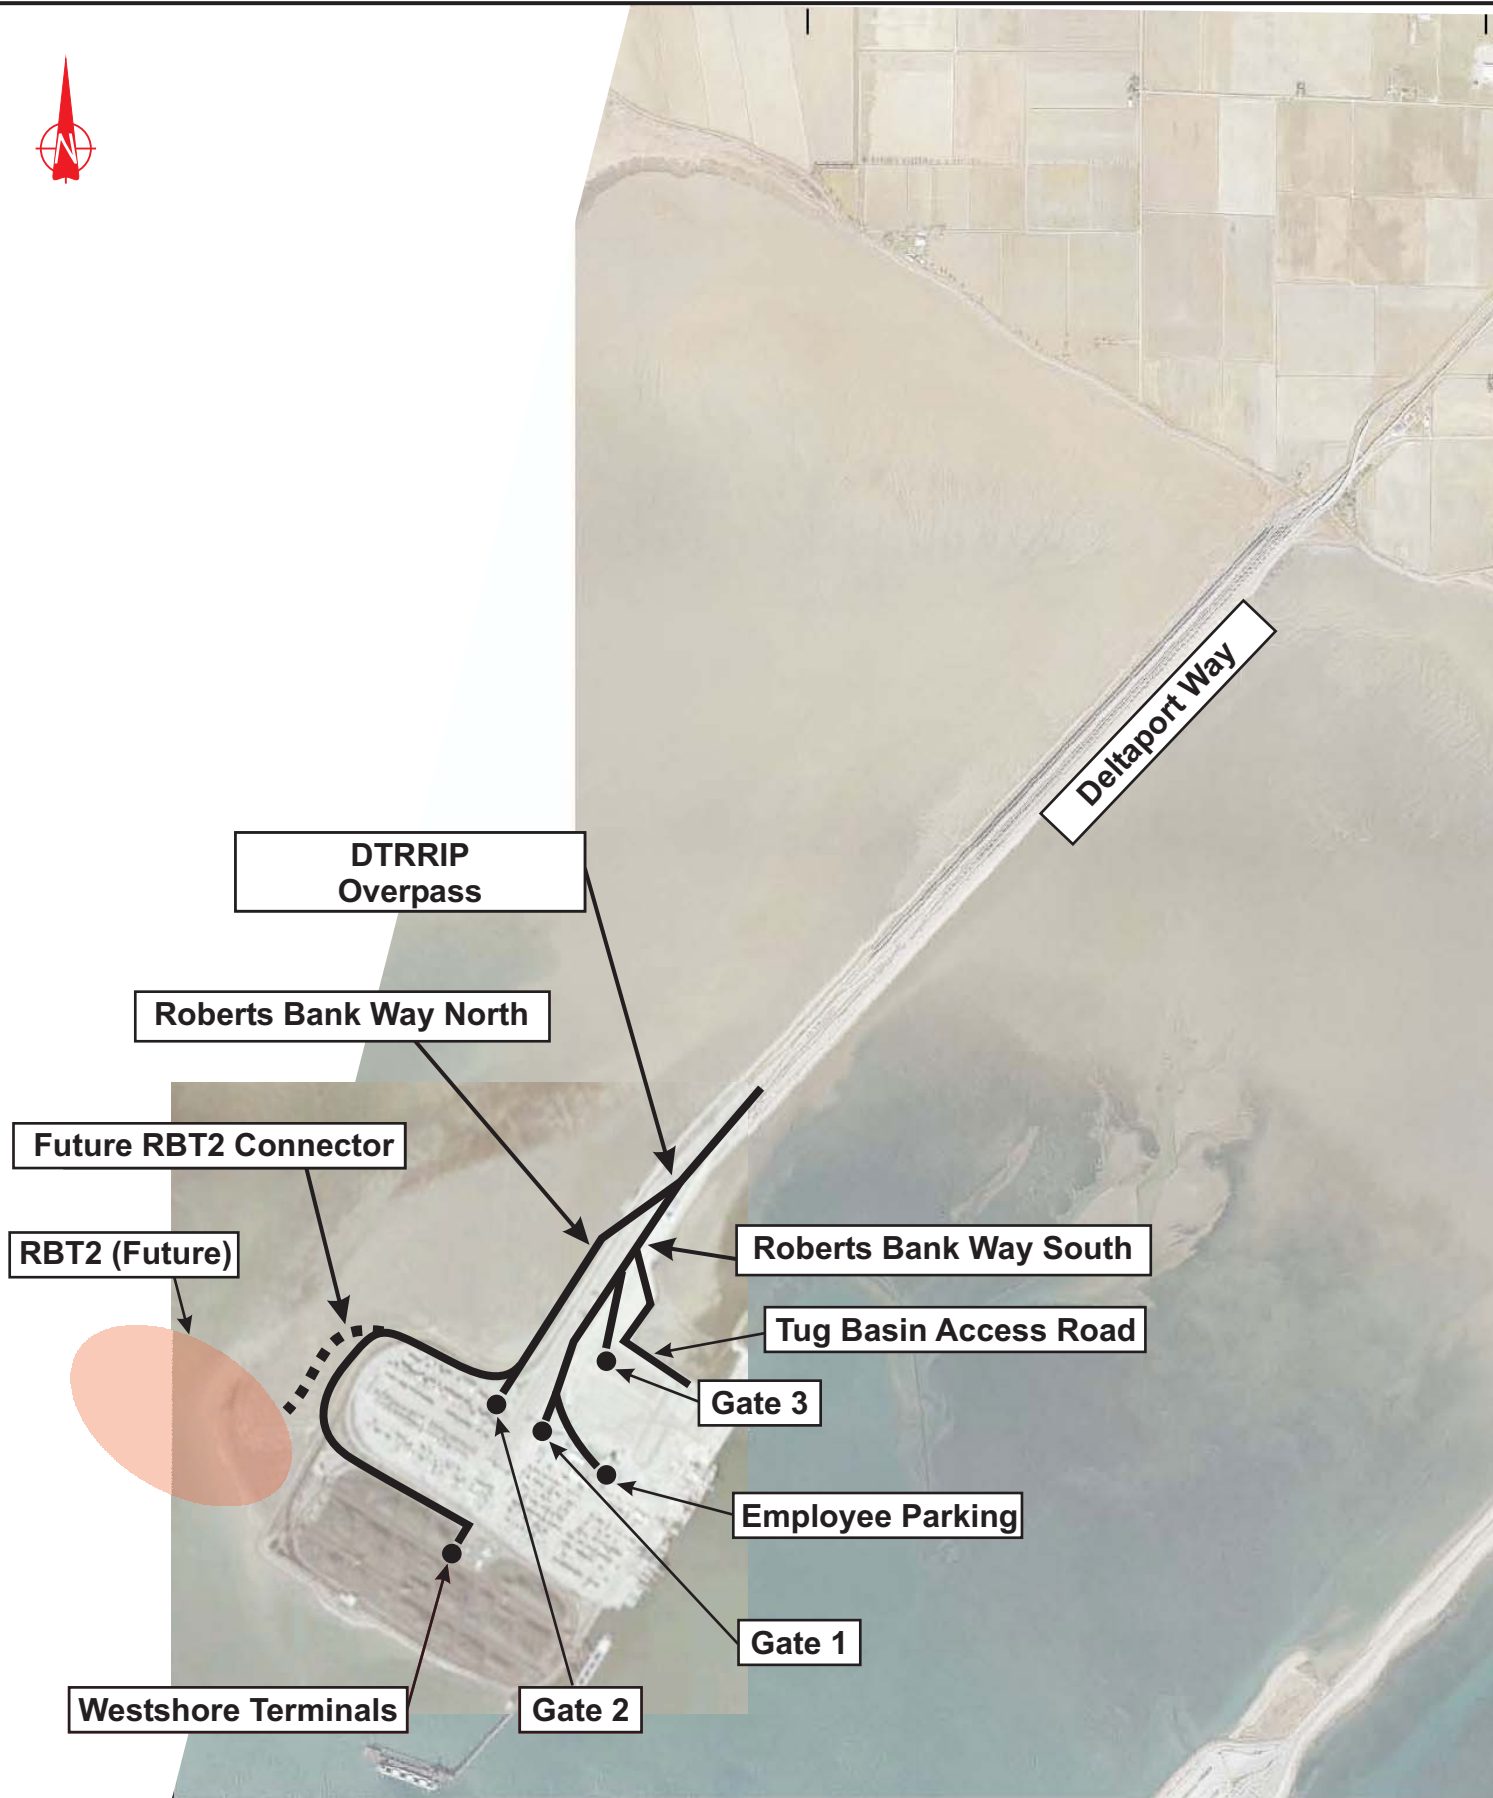 N
Deltaport Way
DTRRIP
Overpass
Roberts Bank Way North
Future RBT2 Connector
RBT2 (Future)
Roberts Bank Way South
Tug Basin Access Road
Gate 3
Employee Parking
Gate 1
Westshore Terminals
Gate 2